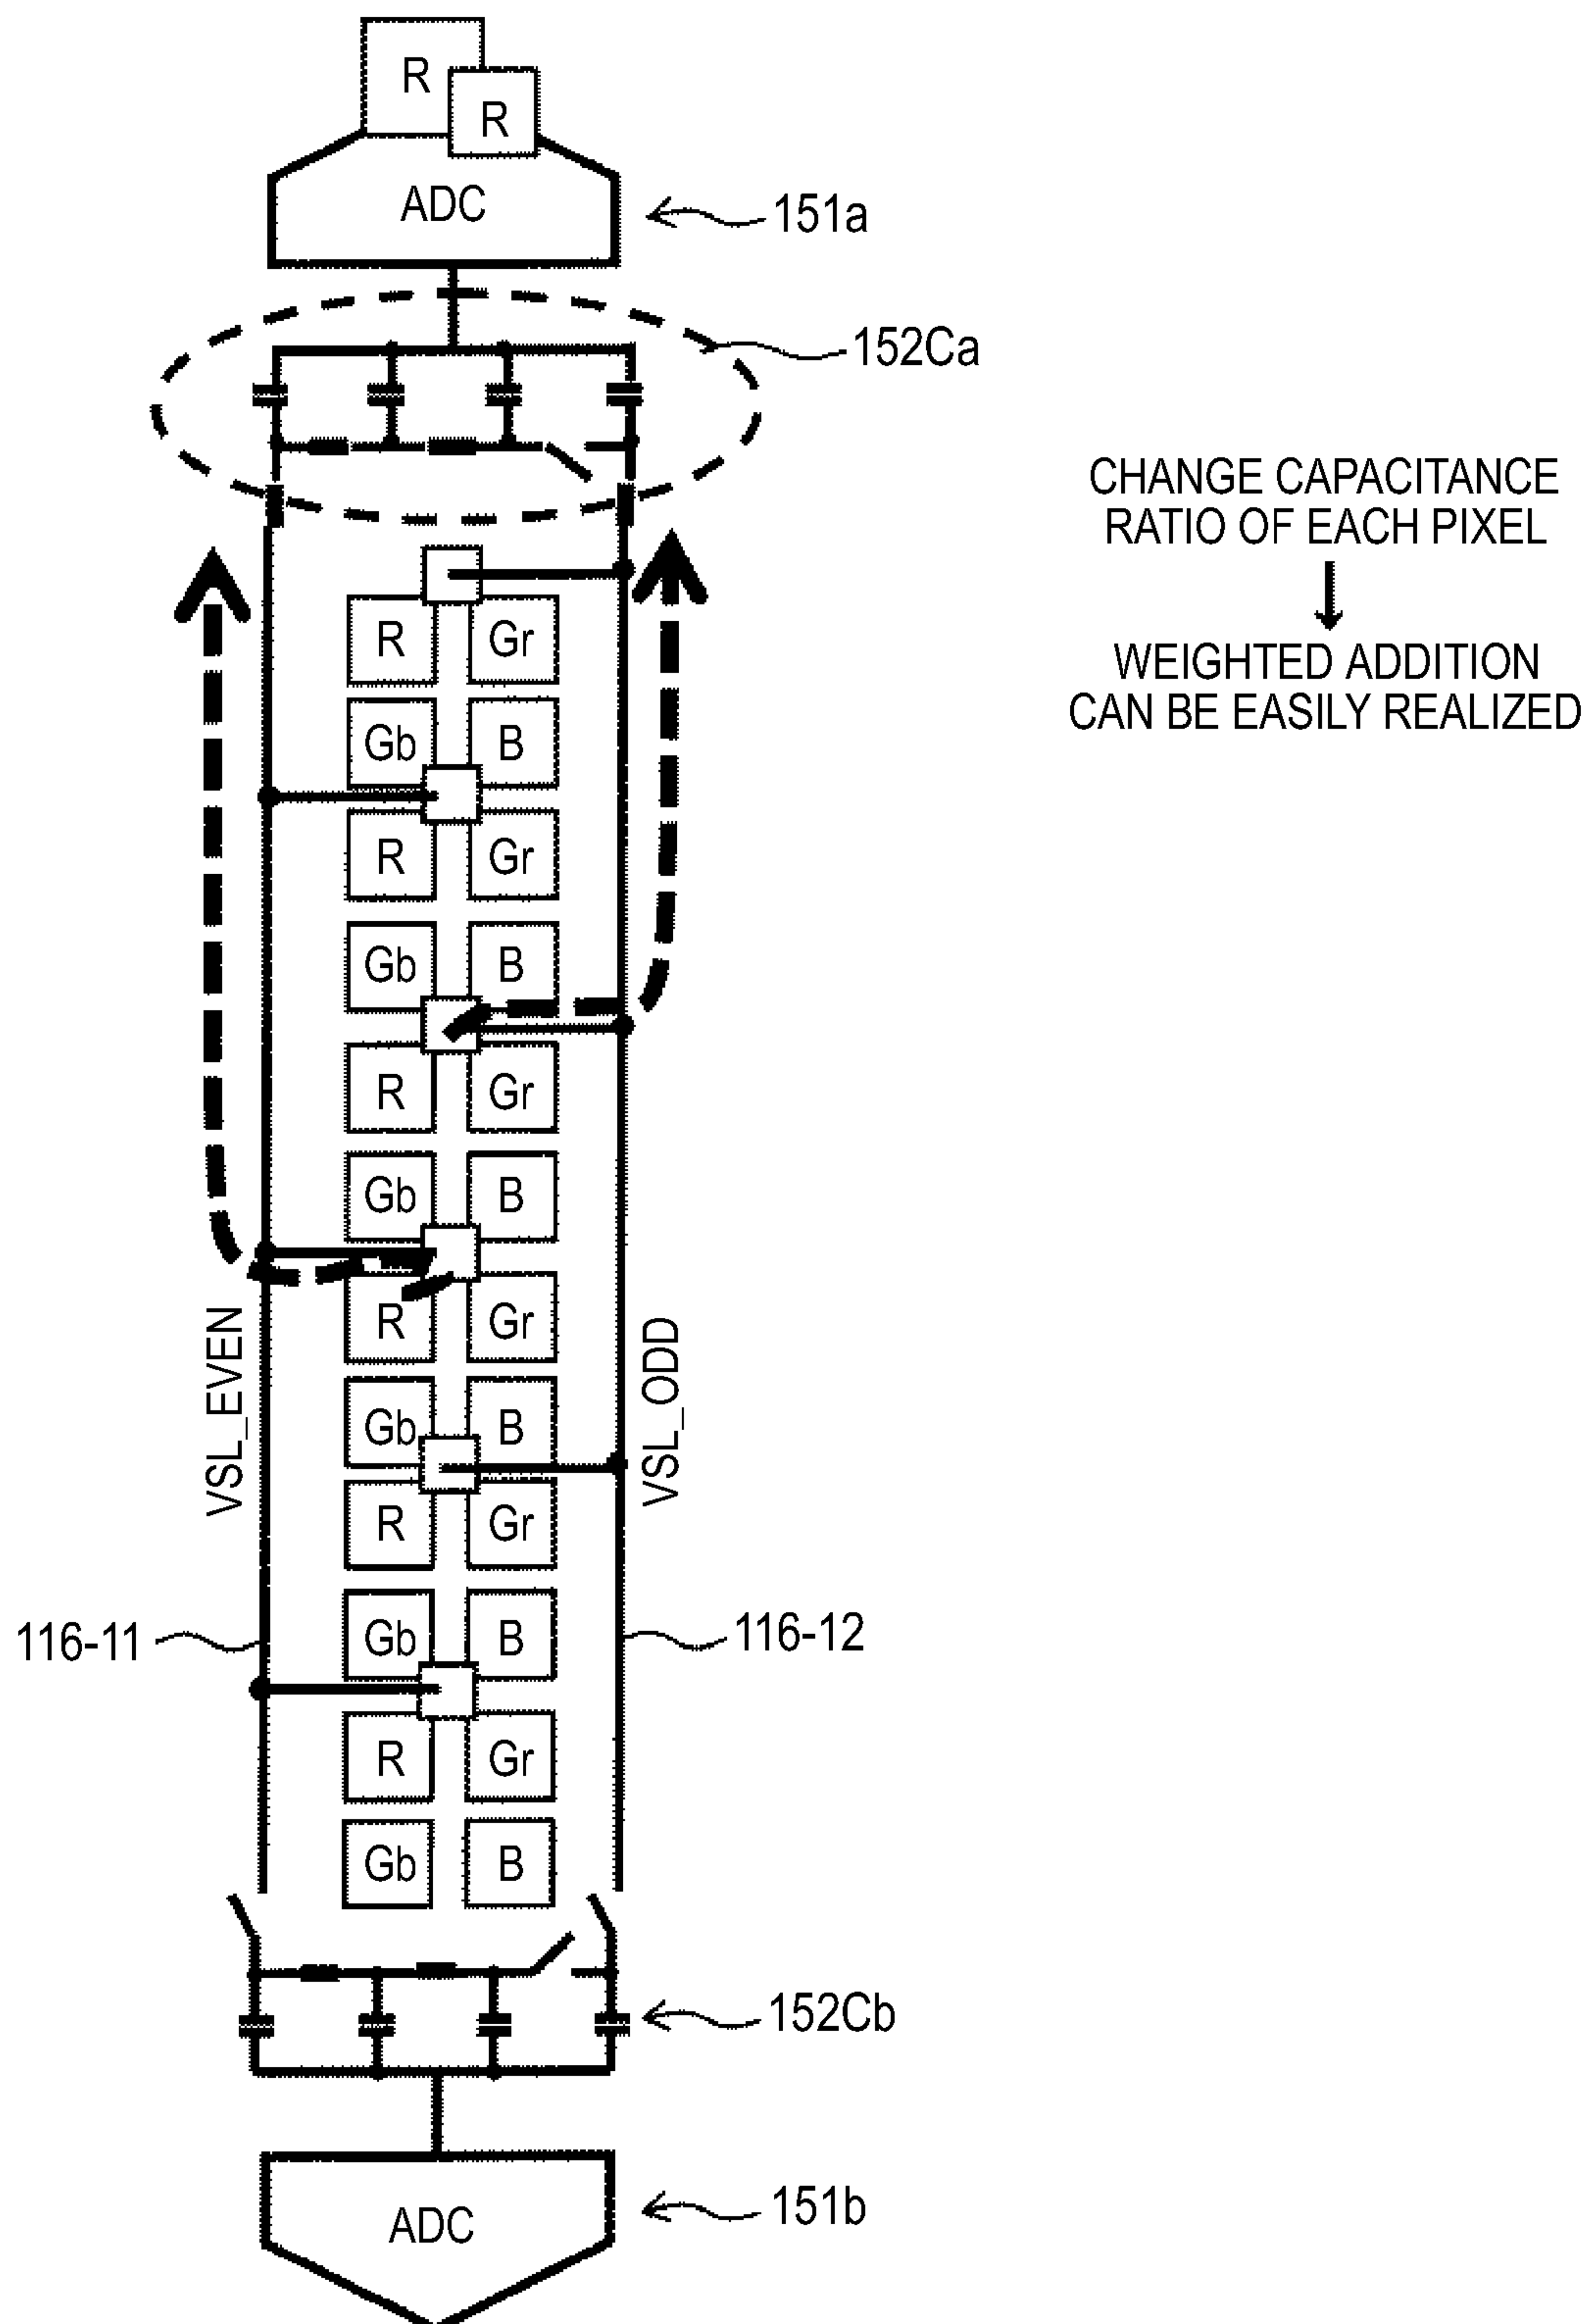 R
R
ADC
151a
152Ca
CHANGE CAPACITANCE
RATIO OF EACH PIXEL
WEIGHTED ADDITION
CAN BE EASILY REALIZED
R Gr
Gb B
R Gr
Gb B
R Gr
Gb B
R Gr
VSL_EVEN
VSL_ODD
Gb B
R Gr
116-11
Gb B
116-12
R Gr
Gb B
152Cb
ADC
151b